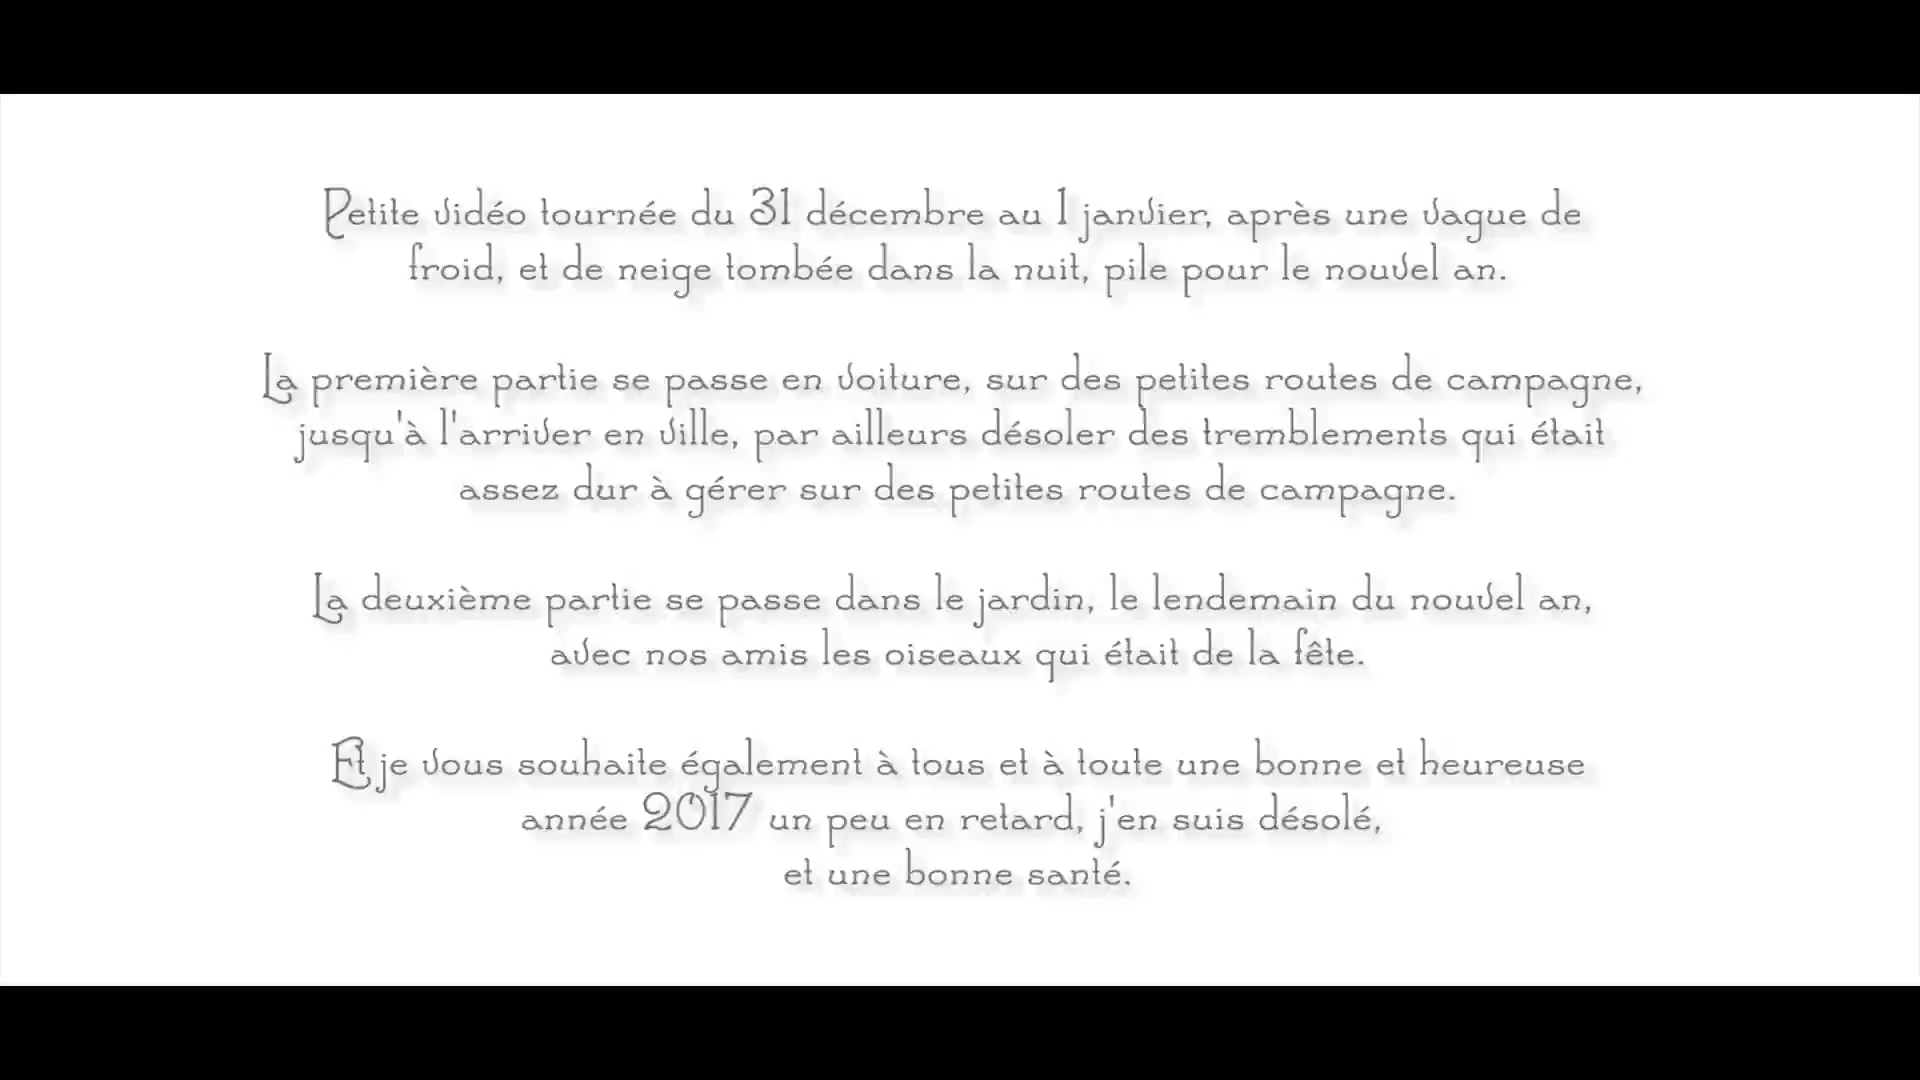 Petite vidéo tournée du 31 décembre au 1 janvier, après une vague de
froid, et de neige tombée dans la nuit, pile pour le nouvel an.
La première partie se passe en voiture, sur des petites routes de campagne,
jusqu'à l'arriver en ville, par ailleurs désoler des tremblements qui était
assez dur à gérer sur des petites routes de campagne.
La deuxième partie se passe dans le jardin, le lendemain du nouvel an,
avec nos amis les oiseaux qui était de la fête.
Et je vous souhaite également à tous et à toute une bonne et heureuse
année 2017 un peu en retard, j'en suis désolé,
et une bonne santé.